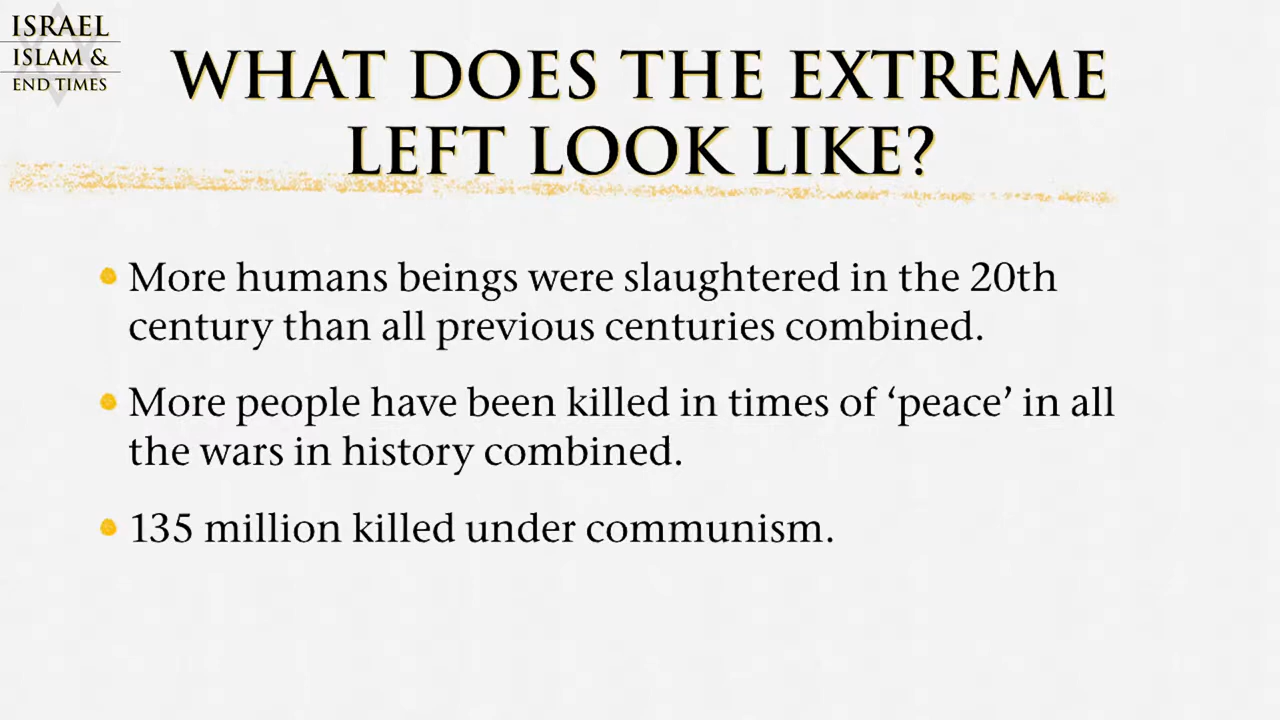 ISRAEL
ISLAM &
END TIMES
WHAT DOES THE EXTREME
LEFT LOOK LIKE?
• More humans beings were slaughtered in the 20th
century than all previous centuries combined.
• More people have been killed in times of ‘peace’ in all
the wars in history combined.
• 135 million killed under communism.